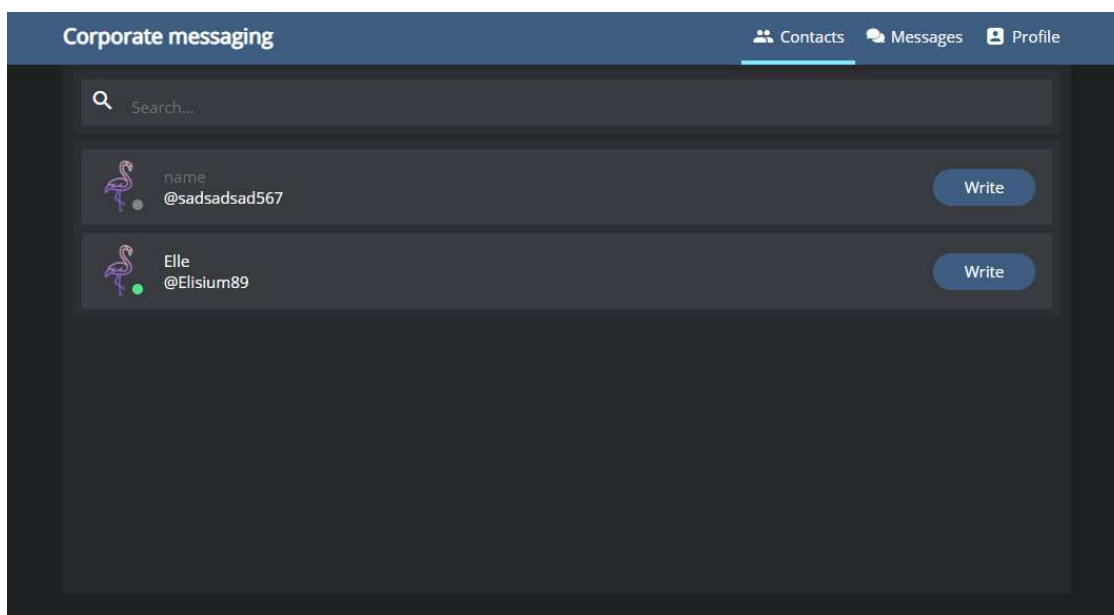 Corporate messaging
Contacts
Messages
Profile
Search...
name
@sadsadsad567
Write
Elle
@Elisium89
Write